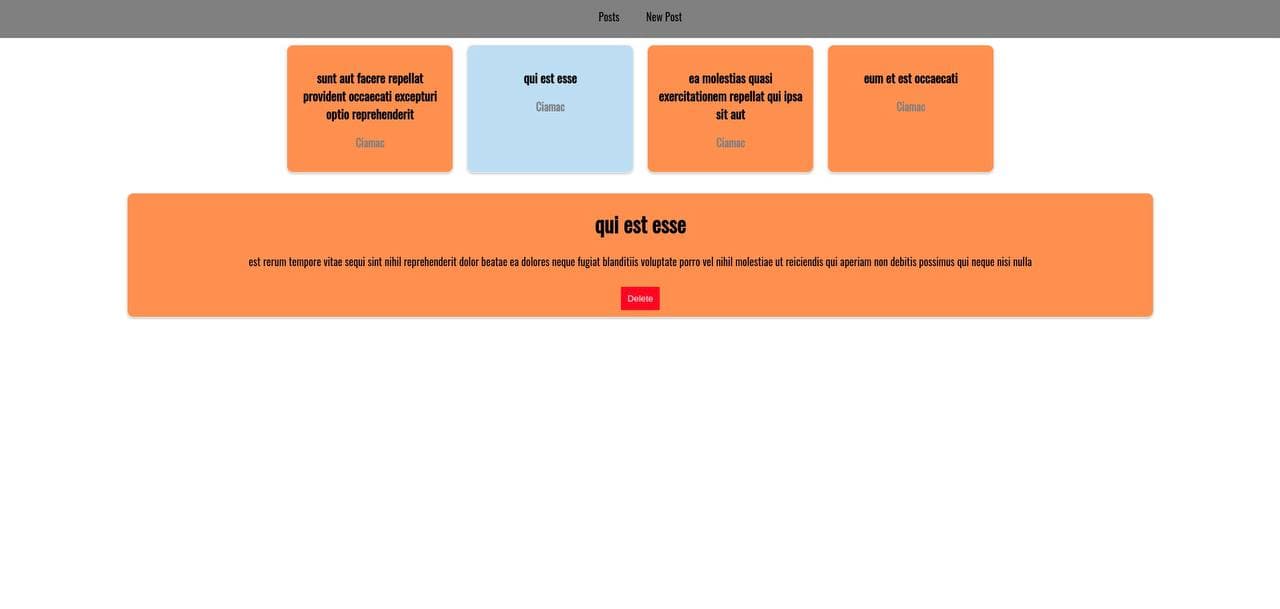 Posts New Post
sunt aut facere repellat
provident occaecati excepturi
optio reprehenderit
Ciamac
qui est esse
Ciamac
ea molestias quasi
exercitationem repellat qui ipsa
sit aut
Ciamac
eum et est occaecati
Ciamac
qui est esse
est rerum tempore vitae sequi sint nihil reprehenderit dolor beatae ea dolores neque fugiat blanditiis voluptate porro vel nihil molestiae ut reiciendis qui aperiam non debitis possimus qui neque nisi nulla
Delete